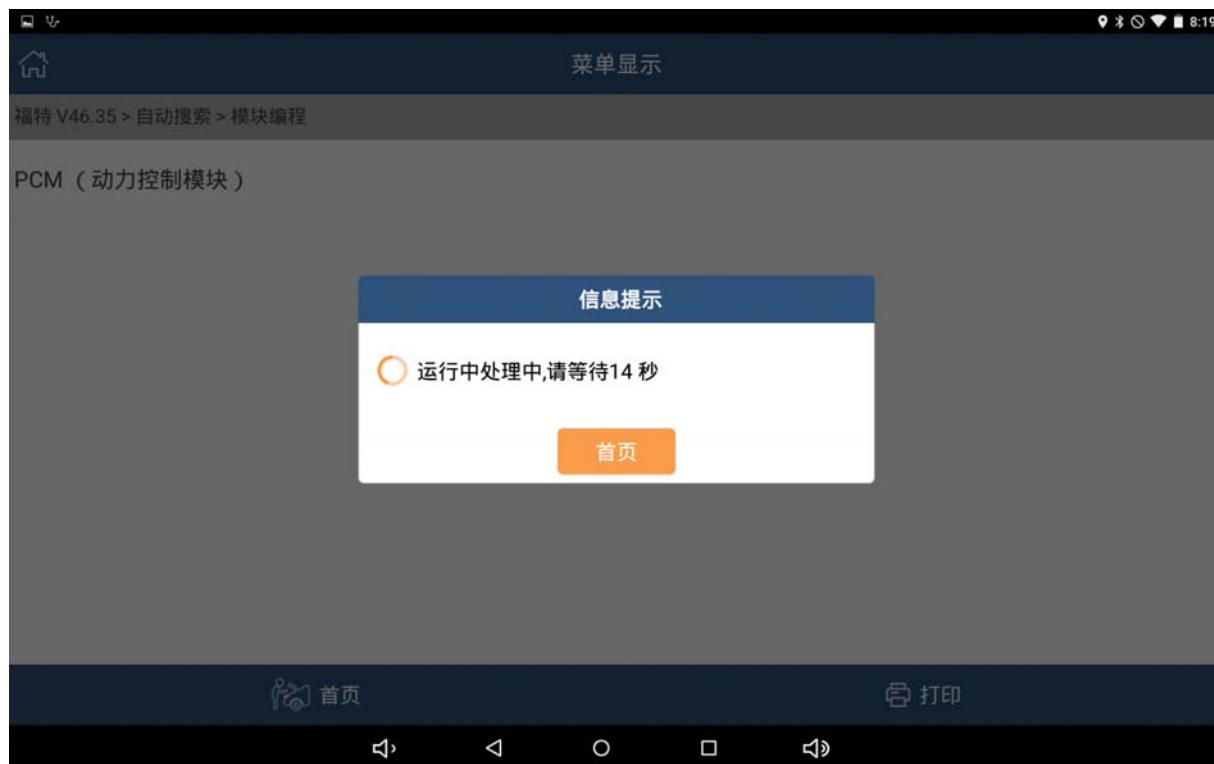 8:19
菜单显示
福特 V46.35 > 自动搜索 > 模块编程
PCM （动力控制模块）
信息提示
运行中处理中,请等待14 秒
首页
首页
打印